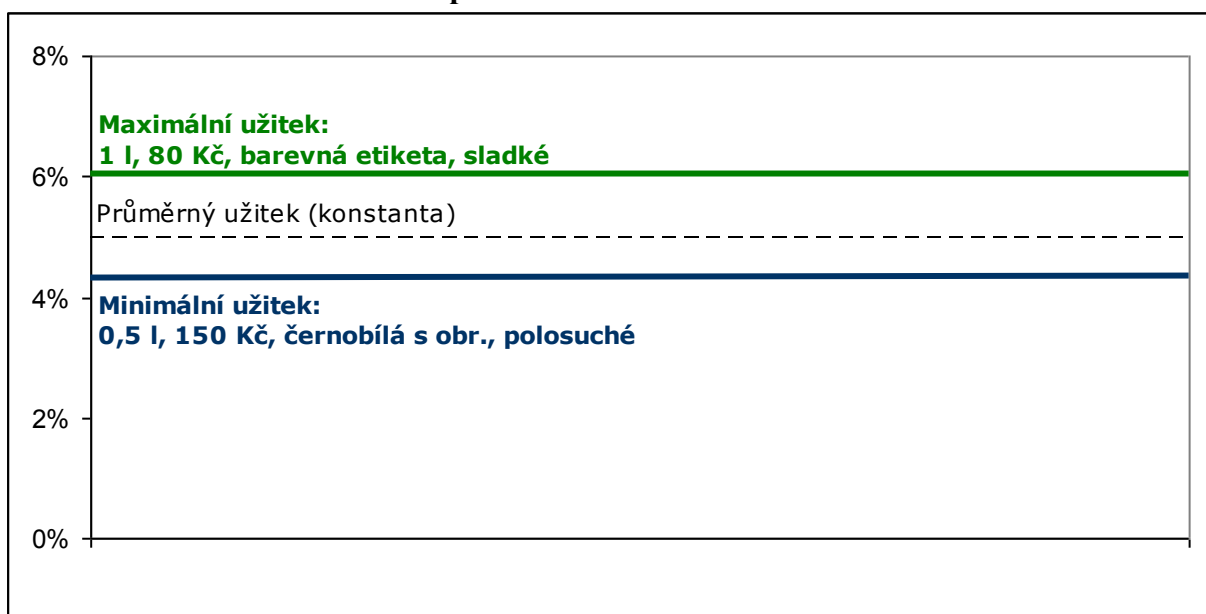 8%
Maximální užitek:
1 l, 80 Kč, barevná etiketa, sladké
6%
Průměrný užitek (konstanta)
4%
Minimální užitek:
0,5 l, 150 Kč, černobílá s obr., polosuché
2%
0%